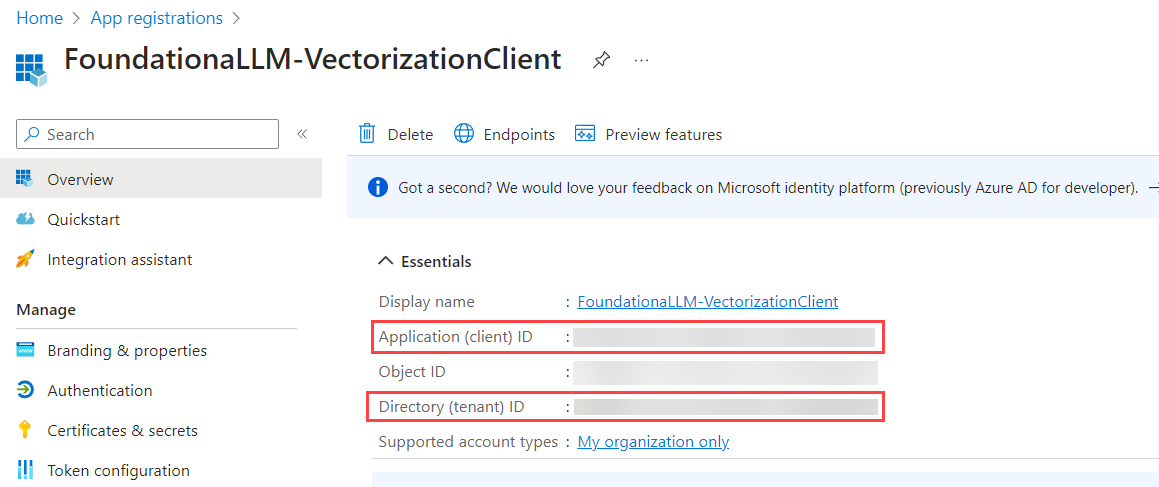 Home > App registrations >
FoundationaLLM-VectorizationClient
Search
Overview
Quickstart
Integration assistant
Manage
Branding & properties
Authentication
Certificates & secrets
Token configuration
Delete Endpoints Preview features
Got a second? We would love your feedback on Microsoft identity platform (previously Azure AD for developer).
Essentials
Display name : FoundationaLLM-VectorizationClient
Application (client) ID :
Object ID :
Directory (tenant) ID :
Supported account types : My organization only